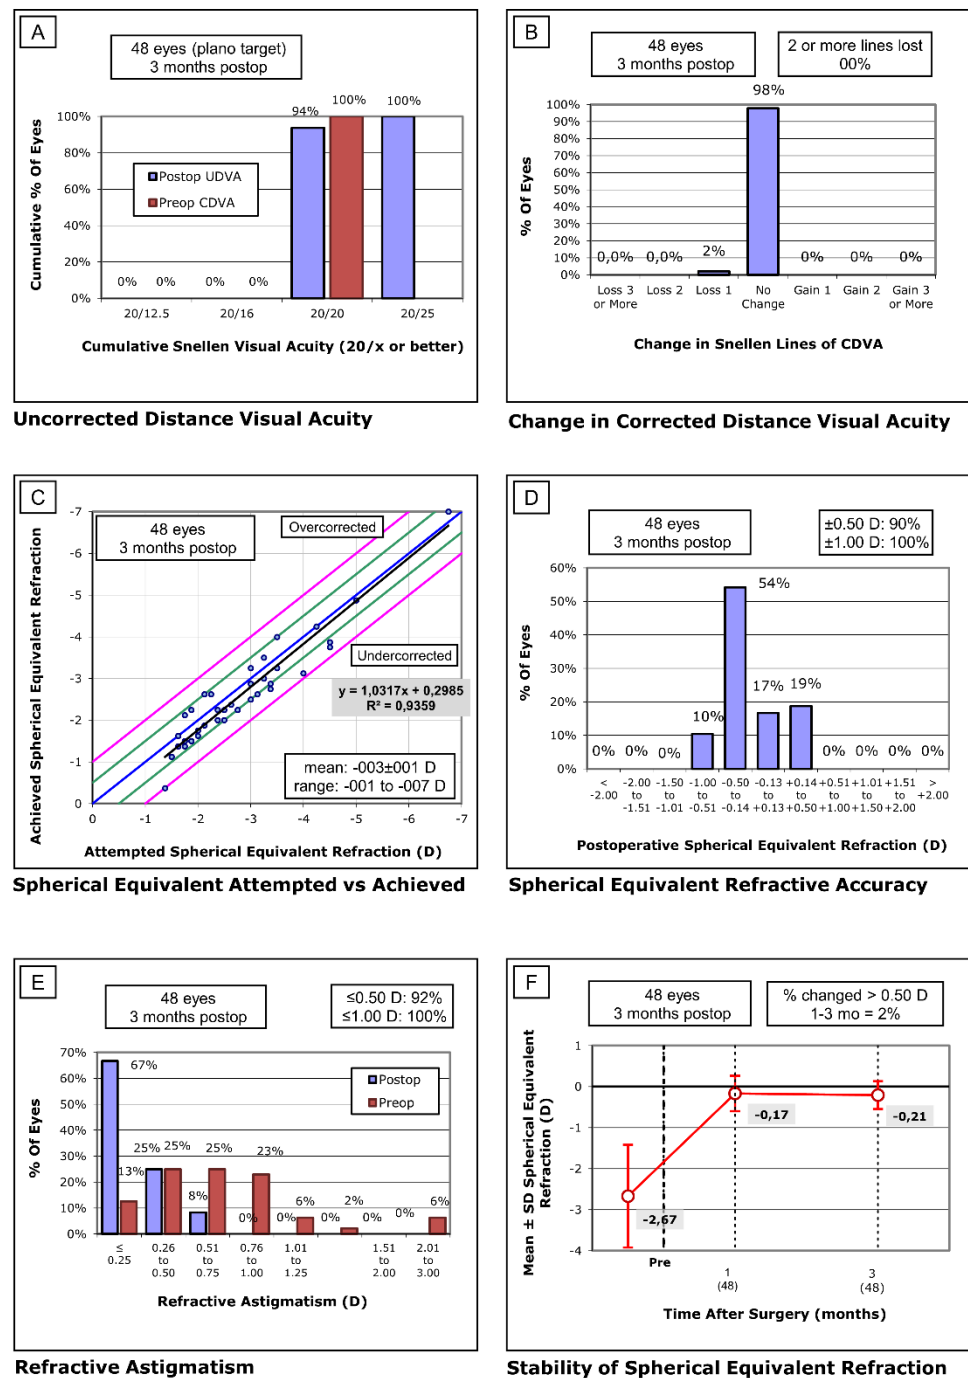 A
48 eyes (plano target)
3 months postop
94%
100%
100%
100%
80%
60%
40%
20%
0%
Cumulative % Of Eyes
Postop UDVA
Preop CDVA
0%
0%
0%
0%
20/12.5
20/16
20/20
20/25
Cumulative Snellen Visual Acuity (20/x or better)
Uncorrected Distance Visual Acuity
B
48 eyes
3 months postop
2 or more lines lost
00%
98%
100%
90%
80%
70%
60%
50%
40%
30%
20%
10%
0%
% Of Eyes
0,0%
0,0%
2%
0%
0%
0%
Loss 3
or More
Loss 2
Loss 1
No
Change
Gain 1
Gain 2
Gain 3
or More
Change in Snellen Lines of CDVA
Change in Corrected Distance Visual Acuity
C
48 eyes
3 months postop
Overcorrected
Undercorrected
y = 1,0317x + 0,2985
R² = 0,9359
mean: -003±001 D
range: -001 to -007 D
-7
-6
-5
-4
-3
-2
-1
0
Achieved Spherical Equivalent Refraction
0
-1
-2
-3
-4
-5
-6
-7
Attempted Spherical Equivalent Refraction (D)
Spherical Equivalent Attempted vs Achieved
D
48 eyes
3 months postop
±0.50 D: 90%
±1.00 D: 100%
60%
50%
40%
30%
20%
10%
0%
% Of Eyes
0%
0%
0%
10%
54%
17%
19%
0%
0%
0%
0%
<
-2.00
-2.00
to
-1.51
-1.50
to
-1.01
-1.00
to
-0.51
-0.50
to
-0.14
-0.13
to
+0.13
+0.14
to
+0.50
+0.51
to
+1.00
+1.01
to
+1.50
+1.51
to
+2.00
>
+2.00
Postoperative Spherical Equivalent Refraction (D)
Spherical Equivalent Refractive Accuracy
E
48 eyes
3 months postop
≤0.50 D: 92%
≤1.00 D: 100%
70%
60%
50%
40%
30%
20%
10%
0%
% Of Eyes
Postop
Preop
67%
13%
25%
25%
8%
25%
0%
23%
0%
6%
0%
2%
0%
0%
6%
≤
0.25
0.26
to
0.50
0.51
to
0.75
0.76
to
1.00
1.01
to
1.25
1.51
to
2.00
2.01
to
3.00
Refractive Astigmatism (D)
Refractive Astigmatism
F
48 eyes
3 months postop
% changed > 0.50 D
1-3 mo = 2%
1
0
-1
-2
-3
-4
Mean ± SD Spherical Equivalent
Refraction (D)
-2,67
-0,17
-0,21
Pre
1
(48)
3
(48)
Time After Surgery (months)
Stability of Spherical Equivalent Refraction